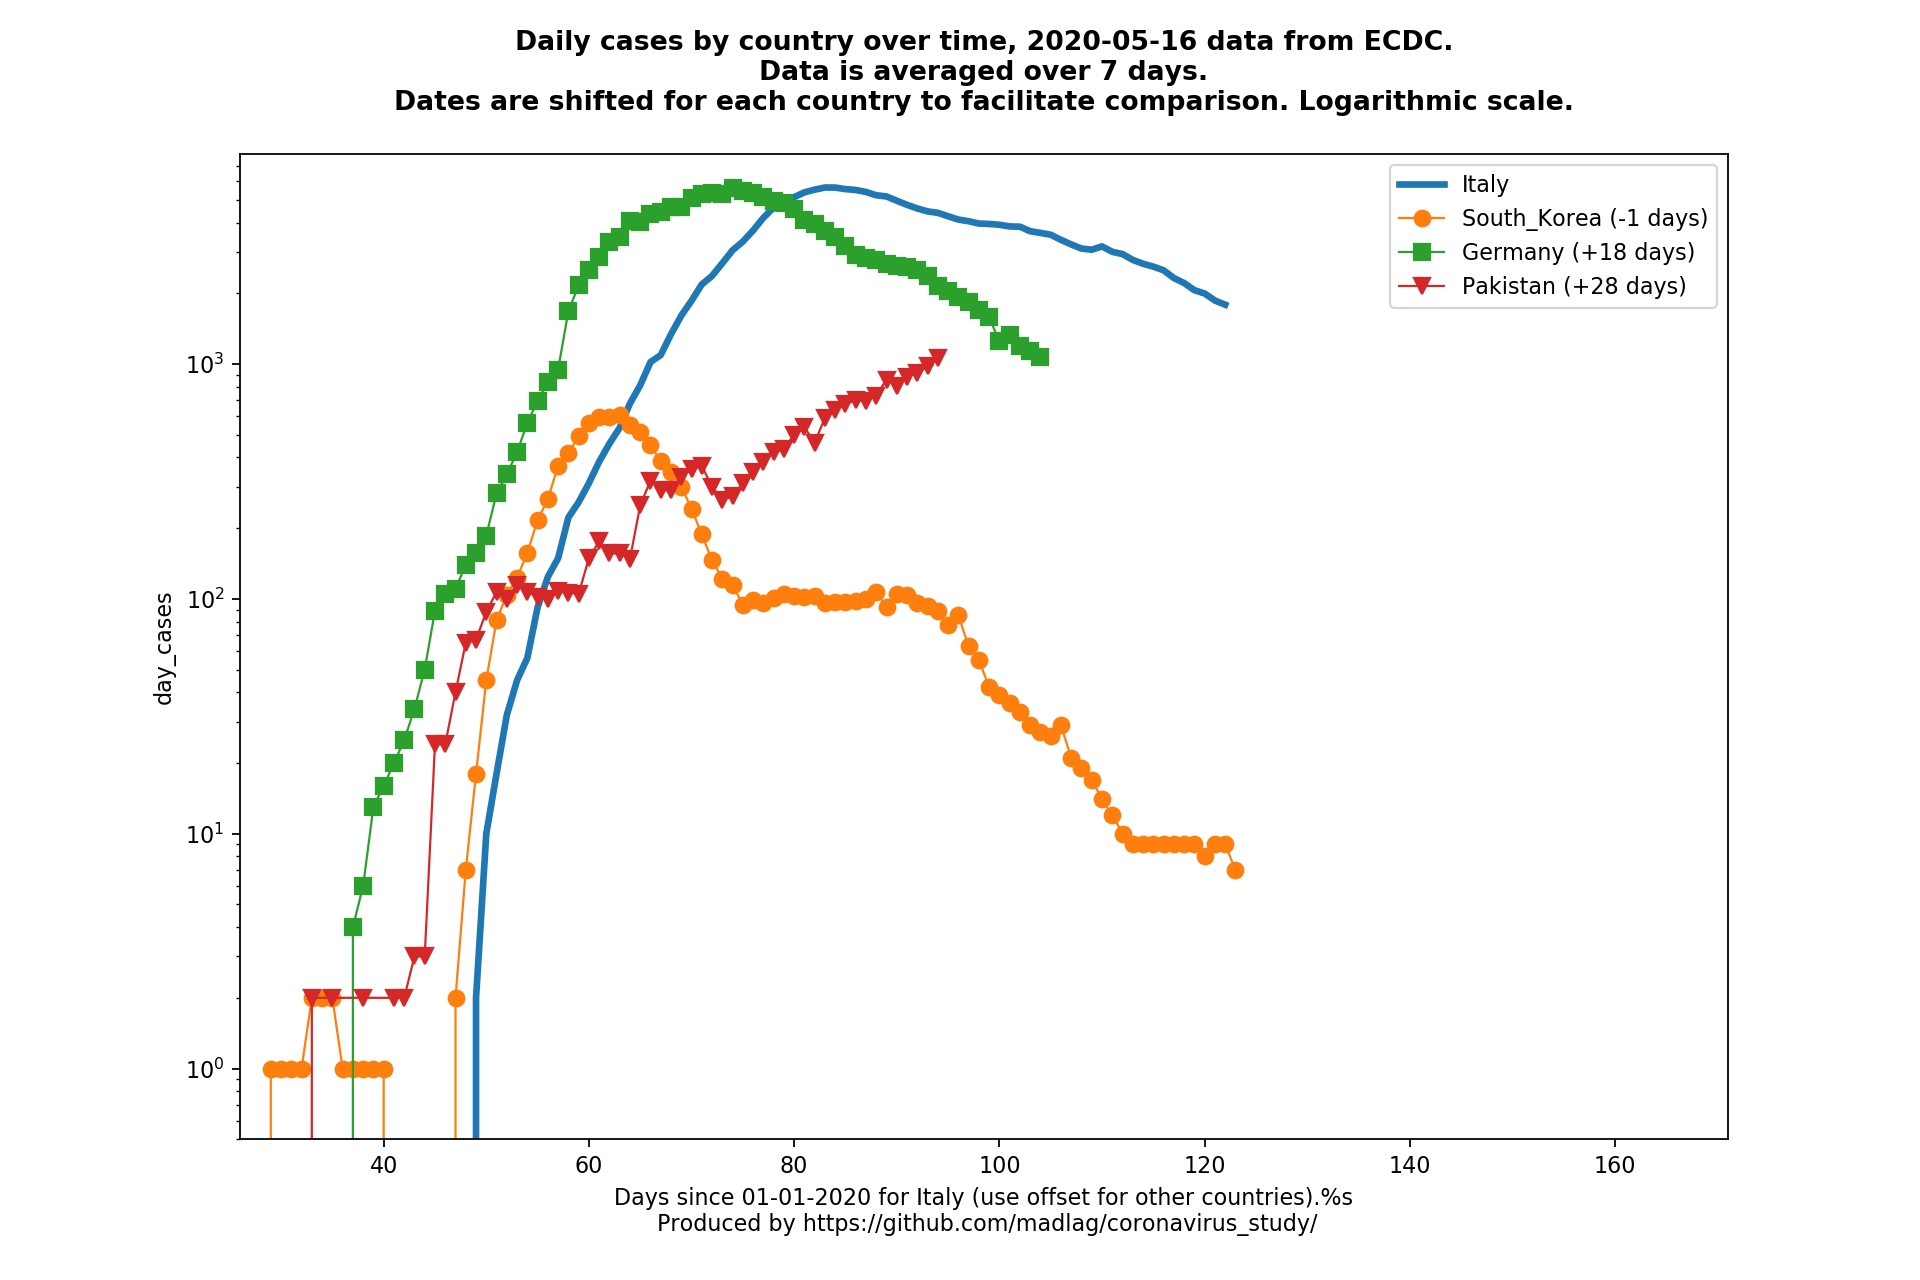 Daily cases by country over time, 2020-05-16 data from ECDC.
Data is averaged over 7 days.
Dates are shifted for each country to facilitate comparison. Logarithmic scale.
Italy
South_Korea (-1 days)
Germany (+18 days)
Pakistan (+28 days)
day_cases
10³
10²
10¹
10⁰
40 60 80 100 120 140 160
Days since 01-01-2020 for Italy (use offset for other countries).%s
Produced by https://github.com/madlag/coronavirus_study/